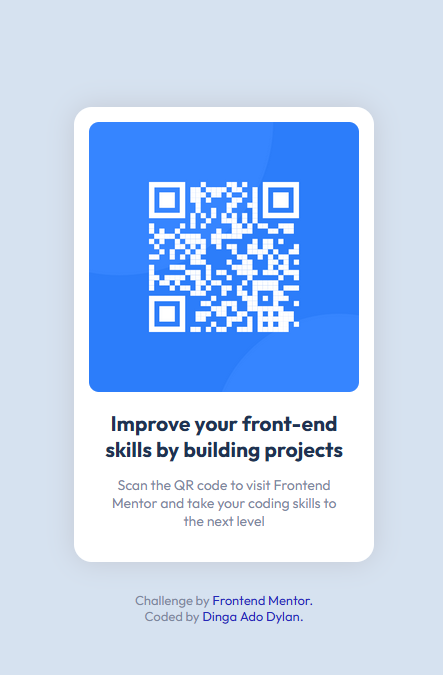 Improve your front-end
skills by building projects
Scan the QR code to visit Frontend
Mentor and take your coding skills to
the next level
Challenge by Frontend Mentor.
Coded by Dinga Ado Dylan.